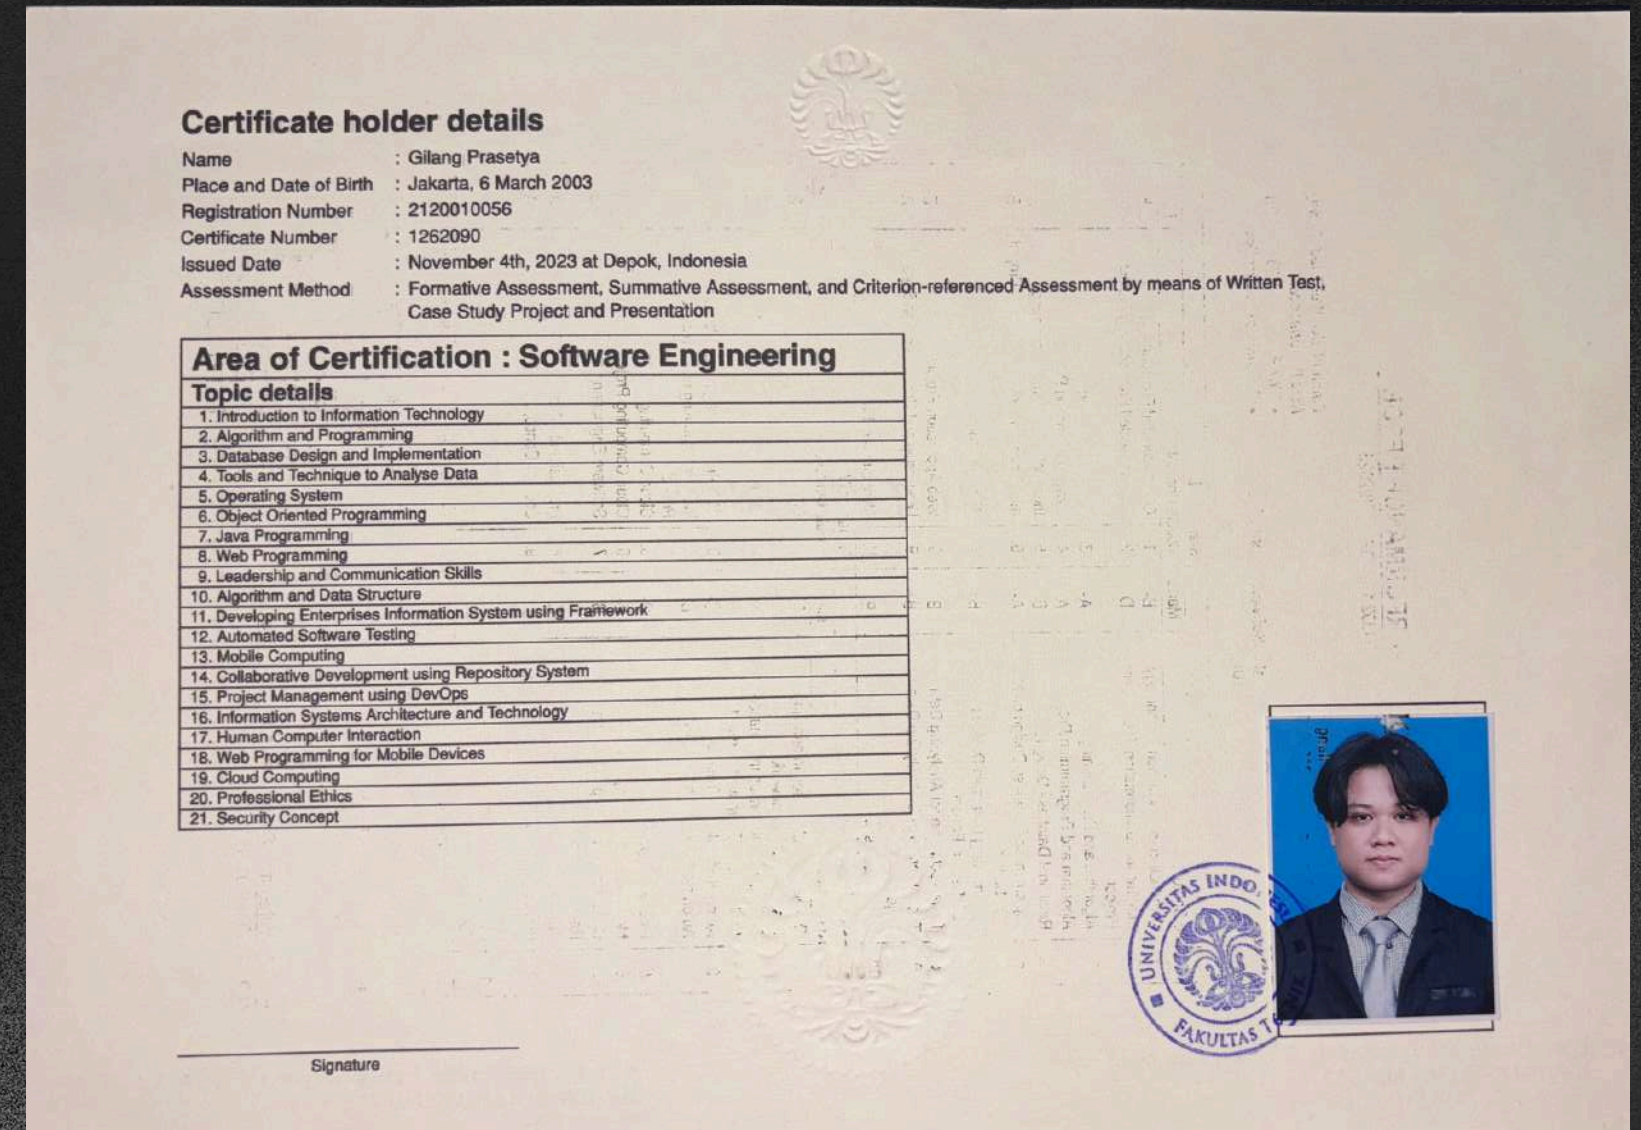 Certificate holder details
Name : Gilang Prasetya
Place and Date of Birth : Jakarta, 6 March 2003
Registration Number : 2120010056
Certificate Number : 1262090
Issued Date : November 4th, 2023 at Depok, Indonesia
Assessment Method : Formative Assessment, Summative Assessment, and Criterion-referenced Assessment by means of Written Test,
Case Study Project and Presentation
Area of Certification : Software Engineering
Topic details
1. Introduction to Information Technology
2. Algorithm and Programming
3. Database Design and Implementation
4. Tools and Technique to Analyse Data
5. Operating System
6. Object Oriented Programming
7. Java Programming
8. Web Programming
9. Leadership and Communication Skills
10. Algorithm and Data Structure
11. Developing Enterprises Information System using Framework
12. Automated Software Testing
13. Mobile Computing
14. Collaborative Development using Repository System
15. Project Management using DevOps
16. Information Systems Architecture and Technology
17. Human Computer Interaction
18. Web Programming for Mobile Devices
19. Cloud Computing
20. Professional Ethics
21. Security Concept
UNIVERSITAS INDONESIA
FAKULTAS TEKNIK
Signature